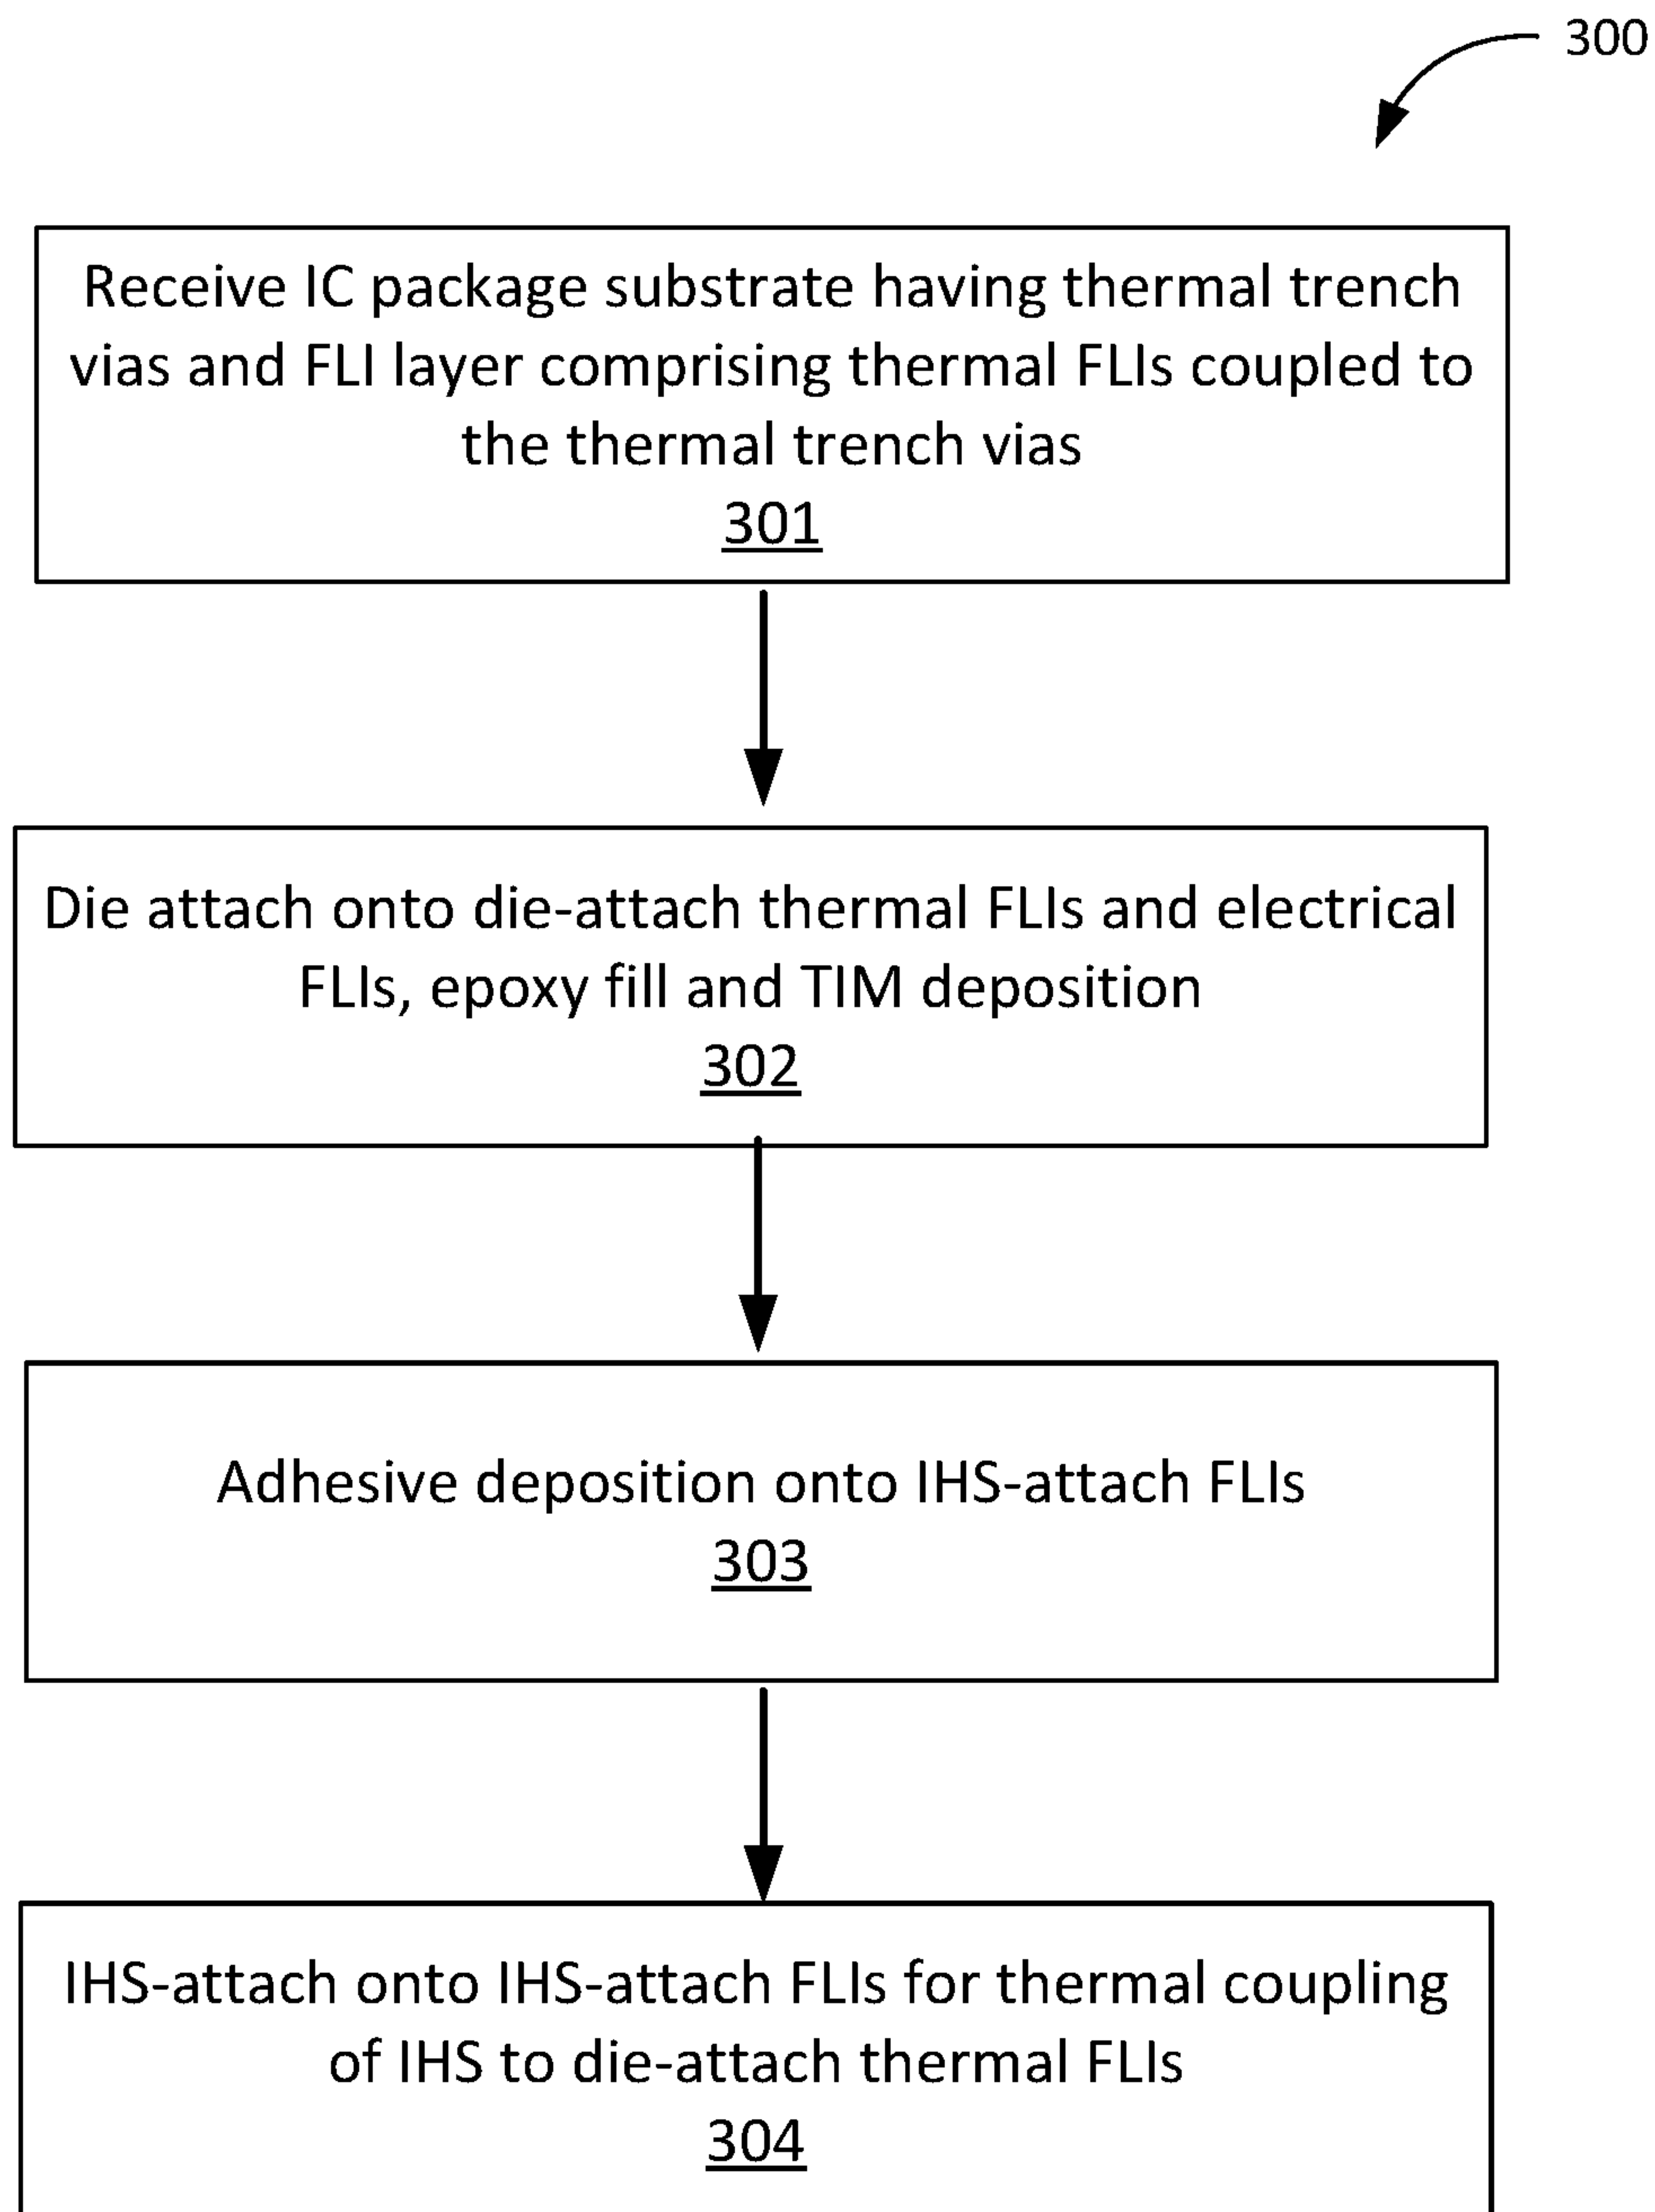 300
Receive IC package substrate having thermal trench
vias and FLI layer comprising thermal FLIs coupled to
the thermal trench vias
301
Die attach onto die-attach thermal FLIs and electrical
FLIs, epoxy fill and TIM deposition
302
Adhesive deposition onto IHS-attach FLIs
303
IHS-attach onto IHS-attach FLIs for thermal coupling
of IHS to die-attach thermal FLIs
304